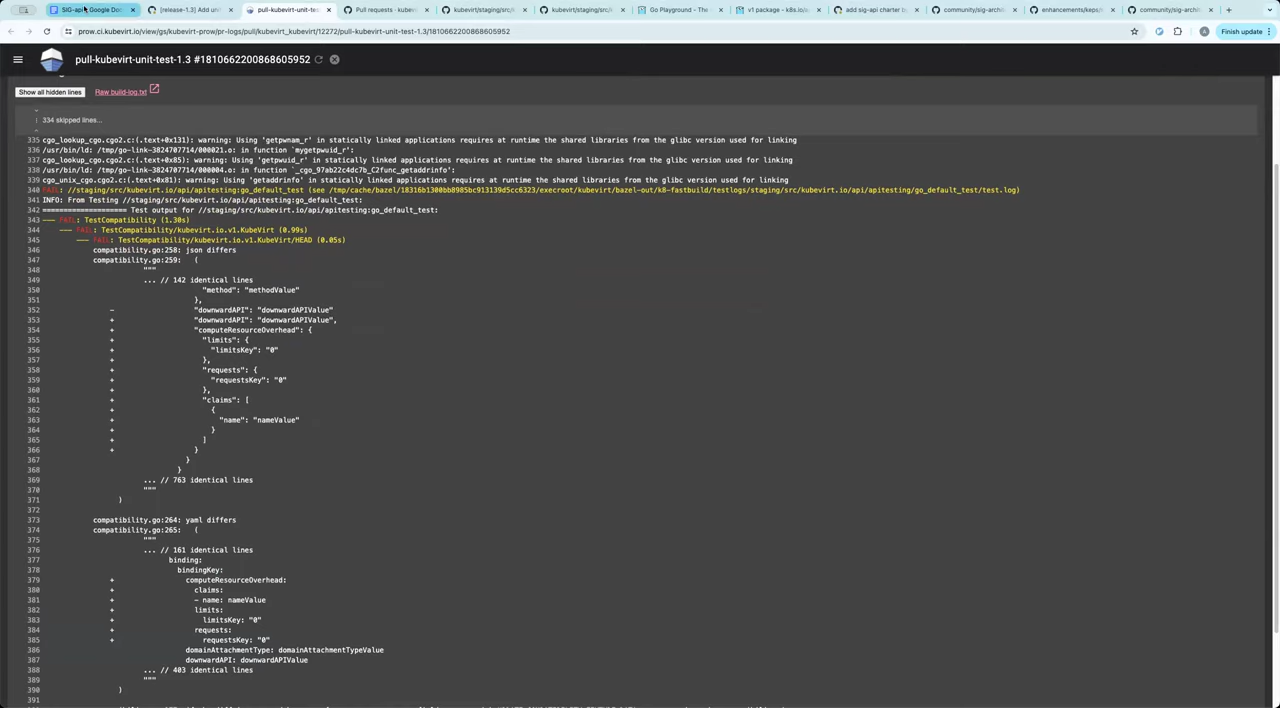 SIG-api - Google Doc
[release-1.3] Add un
pull-kubevirt-unit-tes
Pull requests · kubev
kubevirt/staging/src/
kubevirt/staging/src/
Go Playground - The
v1 package - k8s.io/
add sig-api charter b
community/sig-archi
enhancements/keps
community/sig-archi
prow.ci.kubevirt.io/view/gs/kubevirt-prow/pr-logs/pull/kubevirt_kubevirt/12272/pull-kubevirt-unit-test-1.3/1810662200868605952
Finish update
pull-kubevirt-unit-test-1.3 #1810662200868605952
Show all hidden lines
Raw build-log.txt
334 skipped lines...
335 cgo_lookup_cgo.cgo2.c:(.text+0x131): warning: Using 'getpwnam_r' in statically linked applications requires at runtime the shared libraries from the glibc version used for linking
336 /usr/bin/ld: /tmp/go-link-3824707714/000021.o: in function `mygetpwuid_r':
337 cgo_lookup_cgo.cgo2.c:(.text+0x85): warning: Using 'getpwuid_r' in statically linked applications requires at runtime the shared libraries from the glibc version used for linking
338 /usr/bin/ld: /tmp/go-link-3824707714/000004.o: in function `_cgo_97ab22c4dc7b_C2func_getaddrinfo':
339 cgo_unix_cgo.cgo2.c:(.text+0x81): warning: Using 'getaddrinfo' in statically linked applications requires at runtime the shared libraries from the glibc version used for linking
340 FAIL: //staging/src/kubevirt.io/api/apitesting:go_default_test (see /tmp/cache/bazel/18316b1300bb8985bc913139d5cc6323/execroot/kubevirt/bazel-out/k8-fastbuild/testlogs/staging/src/kubevirt.io/api/apitesting/go_default_test/test.log)
341 INFO: From Testing //staging/src/kubevirt.io/api/apitesting:go_default_test:
342 ==================== Test output for //staging/src/kubevirt.io/api/apitesting:go_default_test:
343 --- FAIL: TestCompatibility (1.30s)
344 --- FAIL: TestCompatibility/kubevirt.io.v1.KubeVirt (0.99s)
345 --- FAIL: TestCompatibility/kubevirt.io.v1.KubeVirt/HEAD (0.05s)
346 compatibility.go:258: json differs
347 compatibility.go:259: (
348 """
349 ... // 142 identical lines
350 "method": "methodValue"
351 },
352 - "downwardAPI": "downwardAPIValue"
353 + "downwardAPI": "downwardAPIValue",
354 + "computeResourceOverhead": {
355 + "limits": {
356 + "limitsKey": "0"
357 + },
358 + "requests": {
359 + "requestsKey": "0"
360 + },
361 + "claims": [
362 + {
363 + "name": "nameValue"
364 + }
365 + ]
366 + }
367 }
368 }
369 ... // 763 identical lines
370 """
371 )
372
373 compatibility.go:264: yaml differs
374 compatibility.go:265: (
375 """
376 ... // 161 identical lines
377 binding:
378 bindingKey:
379 + computeResourceOverhead:
380 + claims:
381 + - name: nameValue
382 + limits:
383 + limitsKey: "0"
384 + requests:
385 + requestsKey: "0"
386 domainAttachmentType: domainAttachmentTypeValue
387 downwardAPI: downwardAPIValue
388 ... // 403 identical lines
389 """
390 )
391